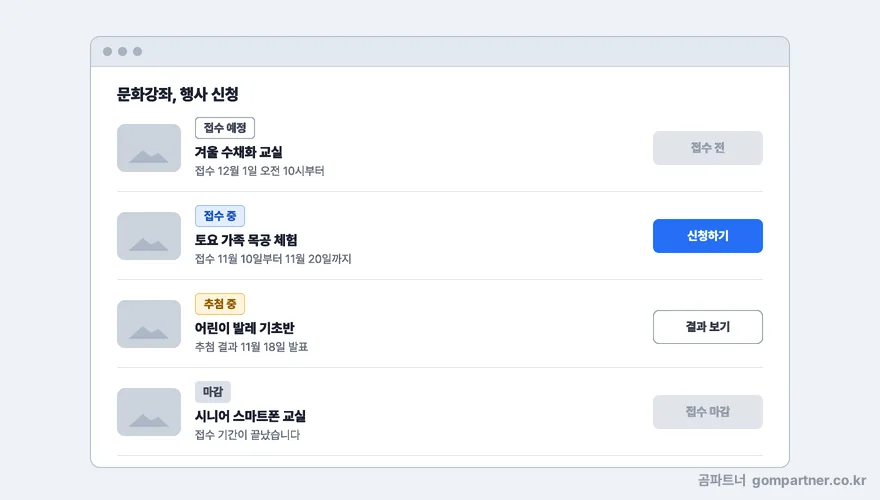 문화강좌, 행사 신청
접수 예정
겨울 수채화 교실
접수 12월 1일 오전 10시부터
접수 전
접수 중
토요 가족 목공 체험
접수 11월 10일부터 11월 20일까지
신청하기
추첨 중
어린이 발레 기초반
추첨 결과 11월 18일 발표
결과 보기
마감
시니어 스마트폰 교실
접수 기간이 끝났습니다
접수 마감
곰파트너 gompartner.co.kr